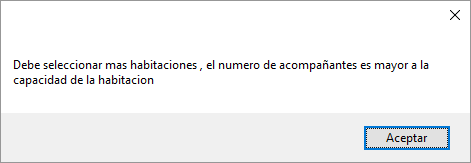 Debe seleccionar mas habitaciones , el numero de acompañantes es mayor a la
capacidad de la habitacion
Aceptar